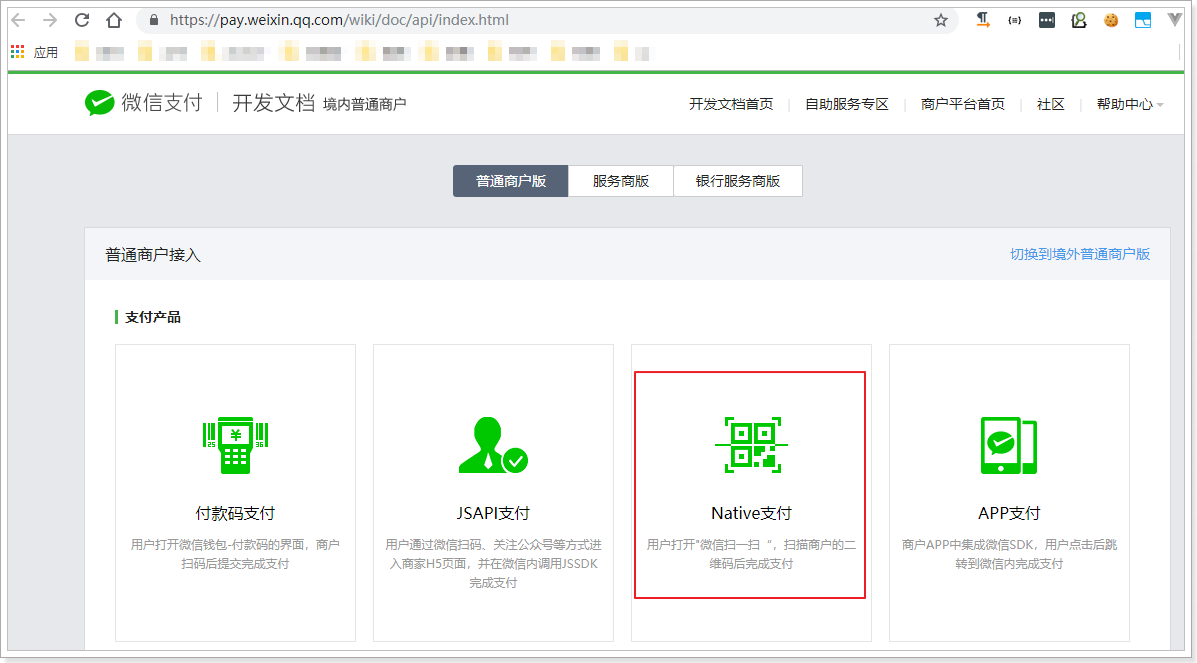 https://pay.weixin.qq.com/wiki/doc/api/index.html
应用
微信支付 开发文档 境内普通商户
开发文档首页 自助服务专区 商户平台首页 社区 帮助中心
普通商户版 服务商版 银行服务商版
普通商户接入 切换到境外普通商户版
支付产品
付款码支付
用户打开微信钱包-付款码的界面，商户
扫码后提交完成支付
JSAPI支付
用户通过微信扫码、关注公众号等方式进
入商家H5页面，并在微信内调用JSSDK
完成支付
Native支付
用户打开"微信扫一扫“，扫描商户的二
维码后完成支付
APP支付
商户APP中集成微信SDK，用户点击后跳
转到微信内完成支付